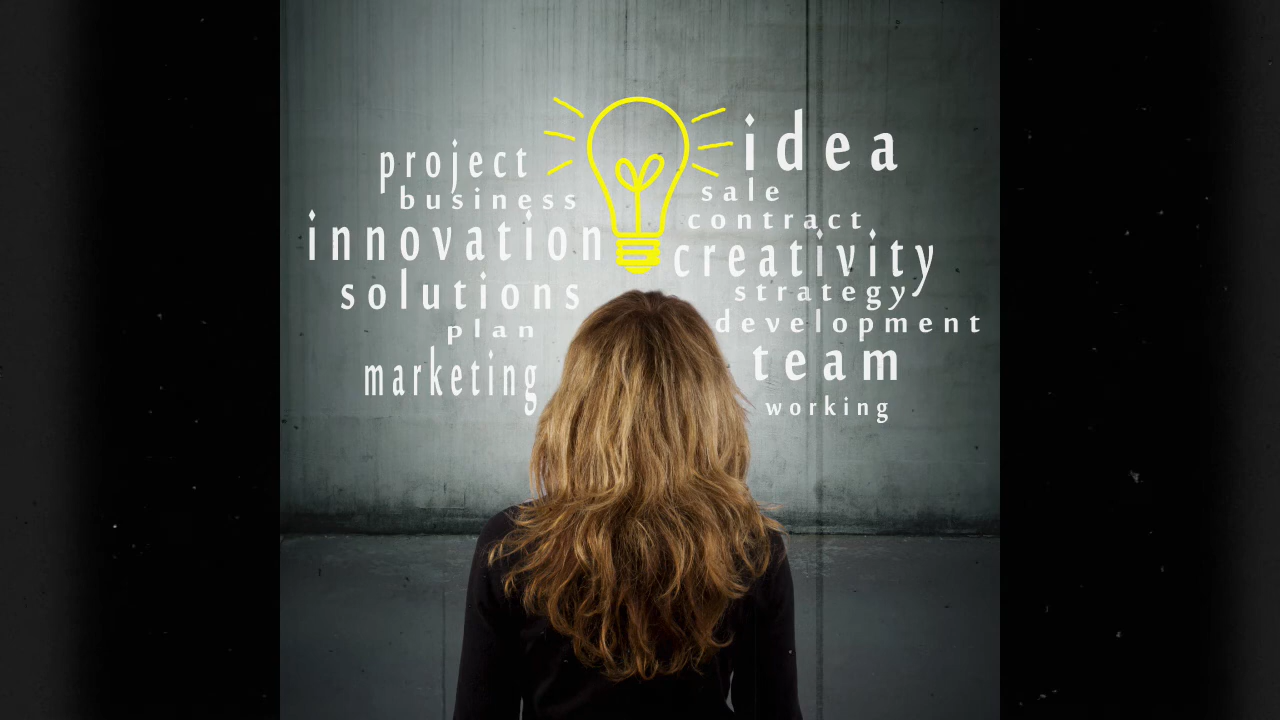 project
business
innovation
solutions
plan
marketing
idea
sale
contract
creativity
strategy
development
team
working